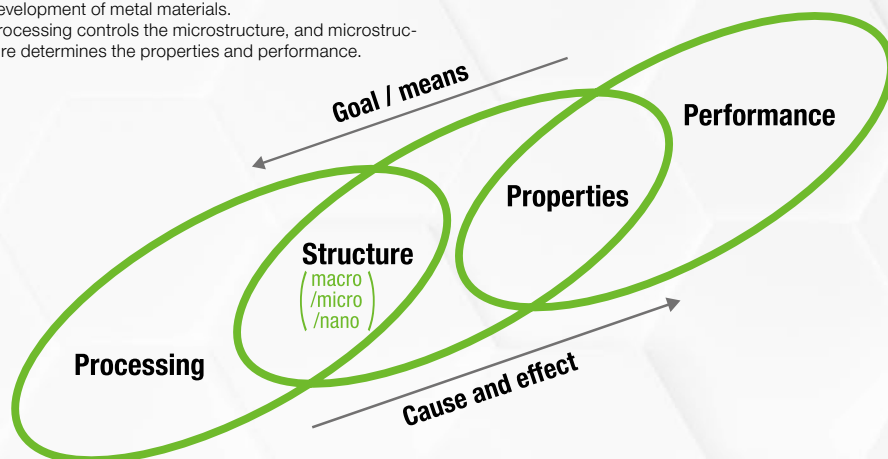 evelopment of metal materials.
rocessing controls the microstructure, and microstruc-
re determines the properties and performance.
Goal / means
Performance
Properties
Structure
(macro
/micro
/nano)
Processing
Cause and effect